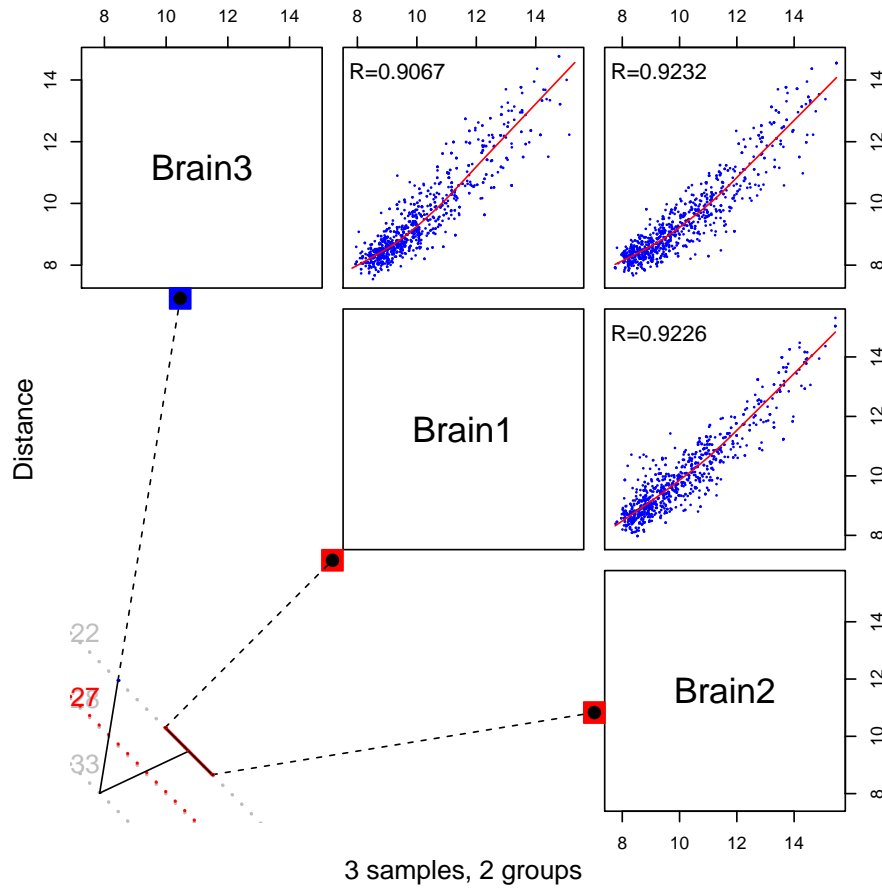 8 10 12 14 8 10 12 14
R=0.9067
R=0.9232
8 10 12 14
Brain3
8 10 12 14
R=0.9226
Brain1
8 10 12 14
Distance
22
27
33
Brain2
8 10 12 14
8 10 12 14
8 10 12 14
3 samples, 2 groups